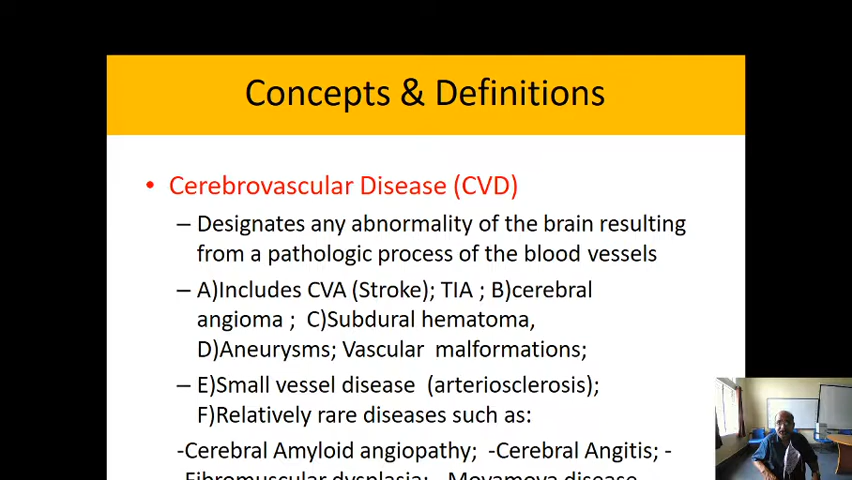 Concepts & Definitions
• Cerebrovascular Disease (CVD)
– Designates any abnormality of the brain resulting
from a pathologic process of the blood vessels
– A)Includes CVA (Stroke); TIA ; B)cerebral
angioma ; C)Subdural hematoma,
D)Aneurysms; Vascular malformations;
– E)Small vessel disease (arteriosclerosis);
F)Relatively rare diseases such as:
-Cerebral Amyloid angiopathy; -Cerebral Angitis; -
Fibromuscular dysplasia; - Moyamoya disease